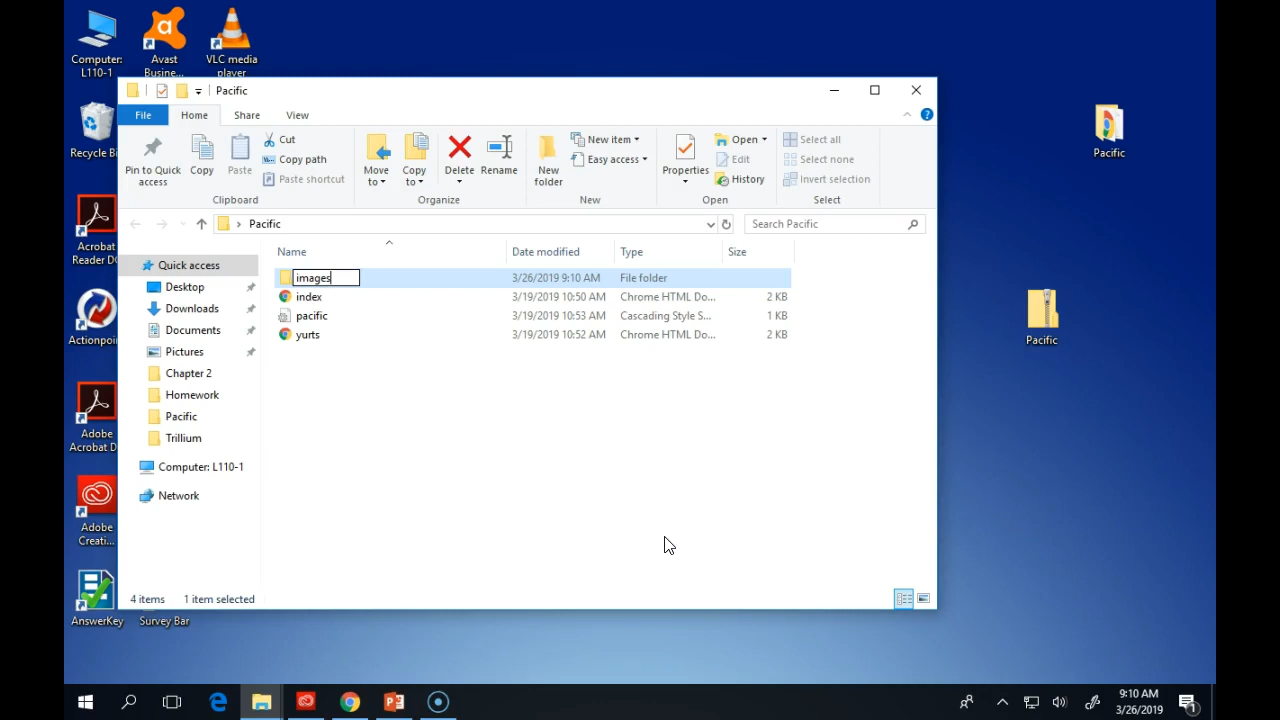 Computer:
L110-1
Avast
Busine...
VLC media
player
Recycle Bi
Acrobat
Reader DC
Actionpoi
Adobe
Acrobat D
Adobe
Creati...
AnswerKey
Survey Bar
Pacific
Pacific
Pacific
File
Home
Share
View
Pin to Quick
access
Copy
Paste
Cut
Copy path
Paste shortcut
Clipboard
Move
to
Copy
to
Delete
Rename
Organize
New
folder
New item
Easy access
New
Properties
Open
Edit
History
Open
Select all
Select none
Invert selection
Select
Pacific
Search Pacific
Quick access
Desktop
Downloads
Documents
Pictures
Chapter 2
Homework
Pacific
Trillium
Computer: L110-1
Network
Name Date modified Type Size
images 3/26/2019 9:10 AM File folder
index 3/19/2019 10:50 AM Chrome HTML Do... 2 KB
pacific 3/19/2019 10:53 AM Cascading Style S... 1 KB
yurts 3/19/2019 10:52 AM Chrome HTML Do... 2 KB
4 items 1 item selected
9:10 AM
3/26/2019
1